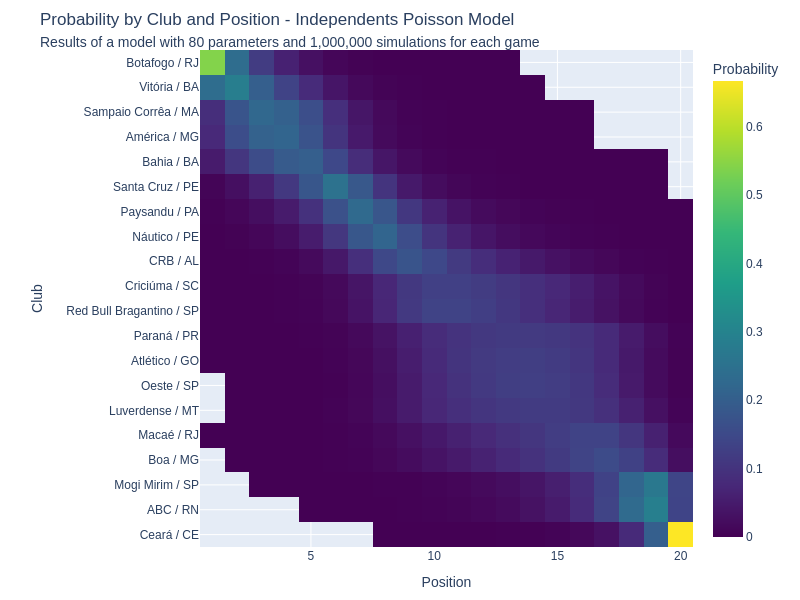 Probability by Club and Position - Independents Poisson Model
Results of a model with 80 parameters and 1,000,000 simulations for each game
Probability
Botafogo / RJ
Vitória / BA
Sampaio Corrêa / MA
América / MG
Bahia / BA
Santa Cruz / PE
Paysandu / PA
Náutico / PE
CRB / AL
Criciúma / SC
Red Bull Bragantino / SP
Paraná / PR
Atlético / GO
Oeste / SP
Luverdense / MT
Macaé / RJ
Boa / MG
Mogi Mirim / SP
ABC / RN
Ceará / CE
Club
5
10
15
20
Position
0.6
0.5
0.4
0.3
0.2
0.1
0